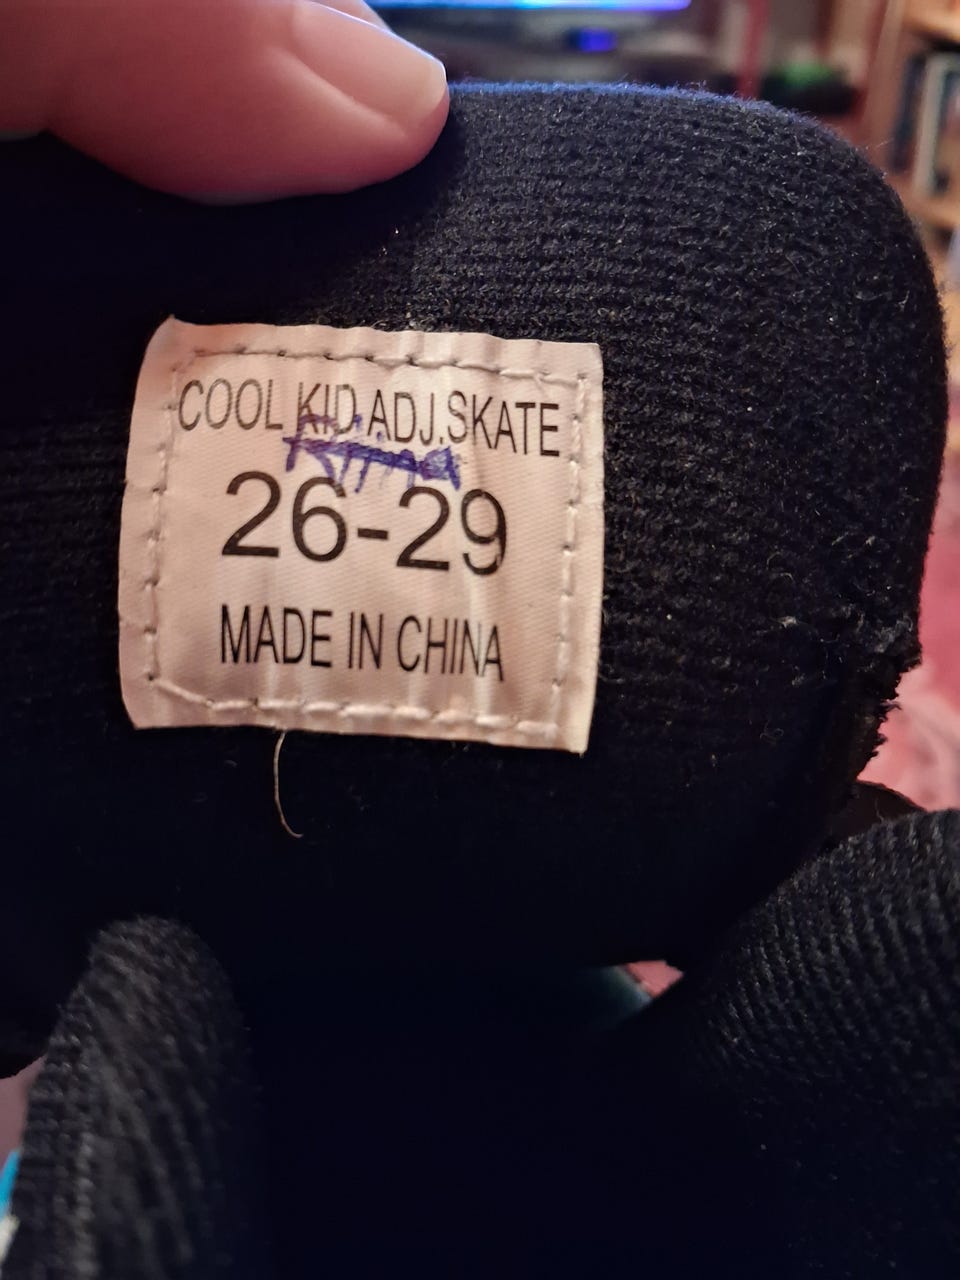 COOL KID ADJ.SKATE
26-29
MADE IN CHINA